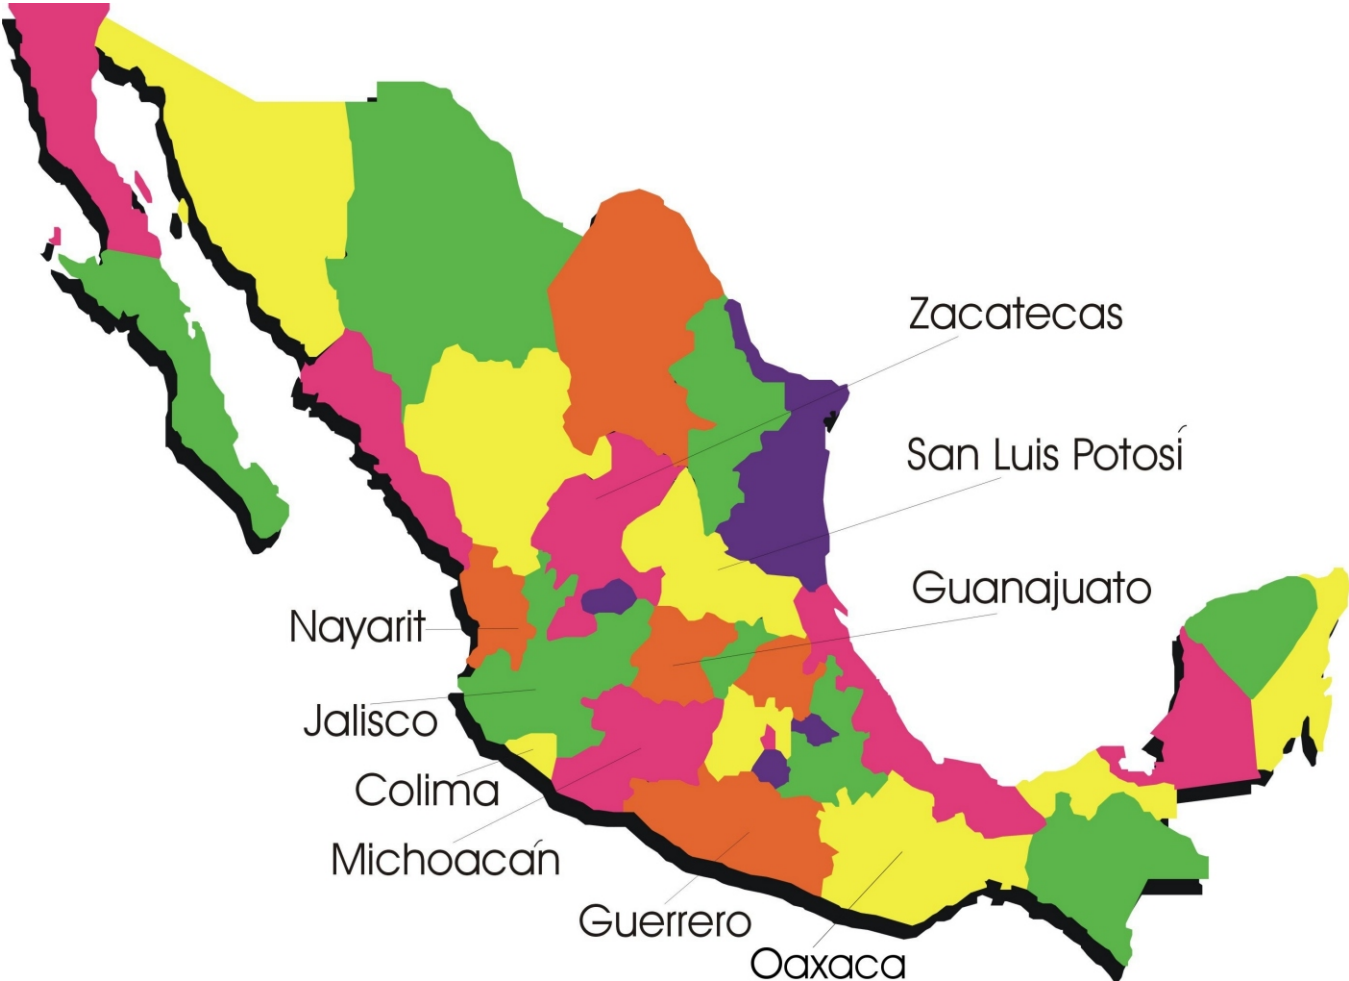 Zacatecas
San Luis Potosí
Guanajuato
Nayarit
Jalisco
Colima
Michoacán
Guerrero
Oaxaca